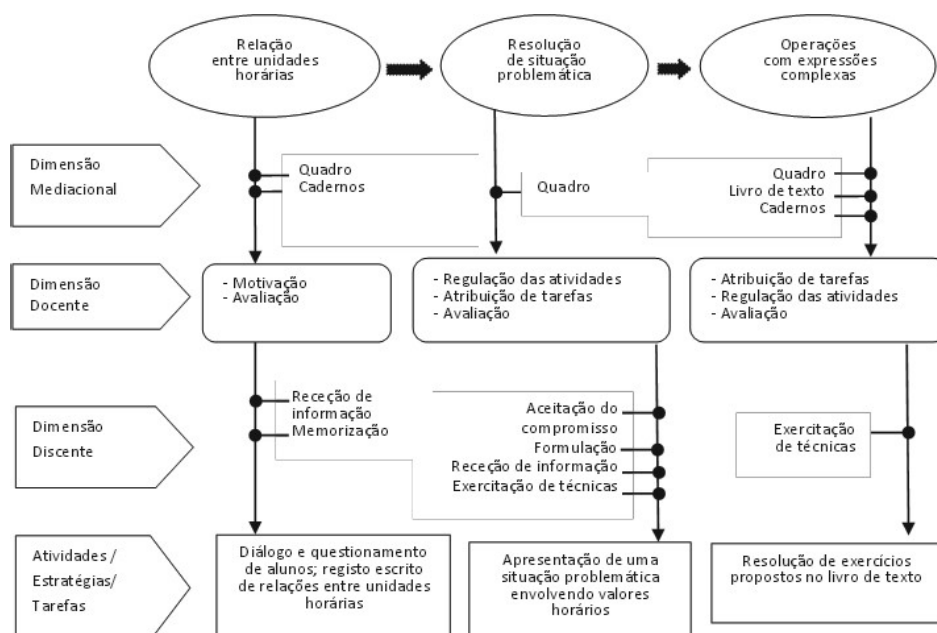 Relação
entre unidades
horárias
Resolução
de situação
problemática
Operações
com expressões
complexas
Dimensão
Mediacional
Quadro
Cadernos
Quadro
Quadro
Livro de texto
Cadernos
Dimensão
Docente
- Motivação
- Avaliação
- Regulação das atividades
- Atribuição de tarefas
- Avaliação
- Atribuição de tarefas
- Regulação das atividades
- Avaliação
Dimensão
Discente
Receção de
informação
Memorização
Aceitação do
compromisso
Formulação
Receção de informação
Exercitação de técnicas
Exercitação
de técnicas
Atividades /
Estratégias/
Tarefas
Diálogo e questionamento
de alunos; registo escrito
de relações entre unidades
horárias
Apresentação de uma
situação problemática
envolvendo valores
horários
Resolução de exercícios
propostos no livro de texto